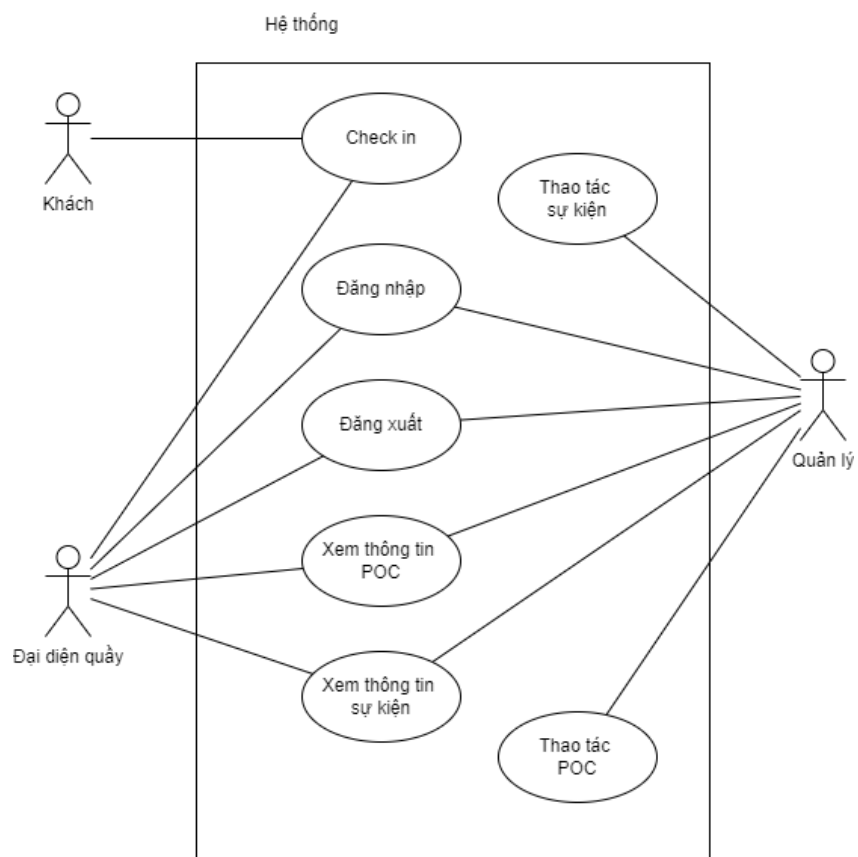 Hệ thống
Check in
Khách
Thao tác
sự kiện
Đăng nhập
Đăng xuất
Quản lý
Xem thông tin
POC
Đại diện quầy
Xem thông tin
sự kiện
Thao tác
POC